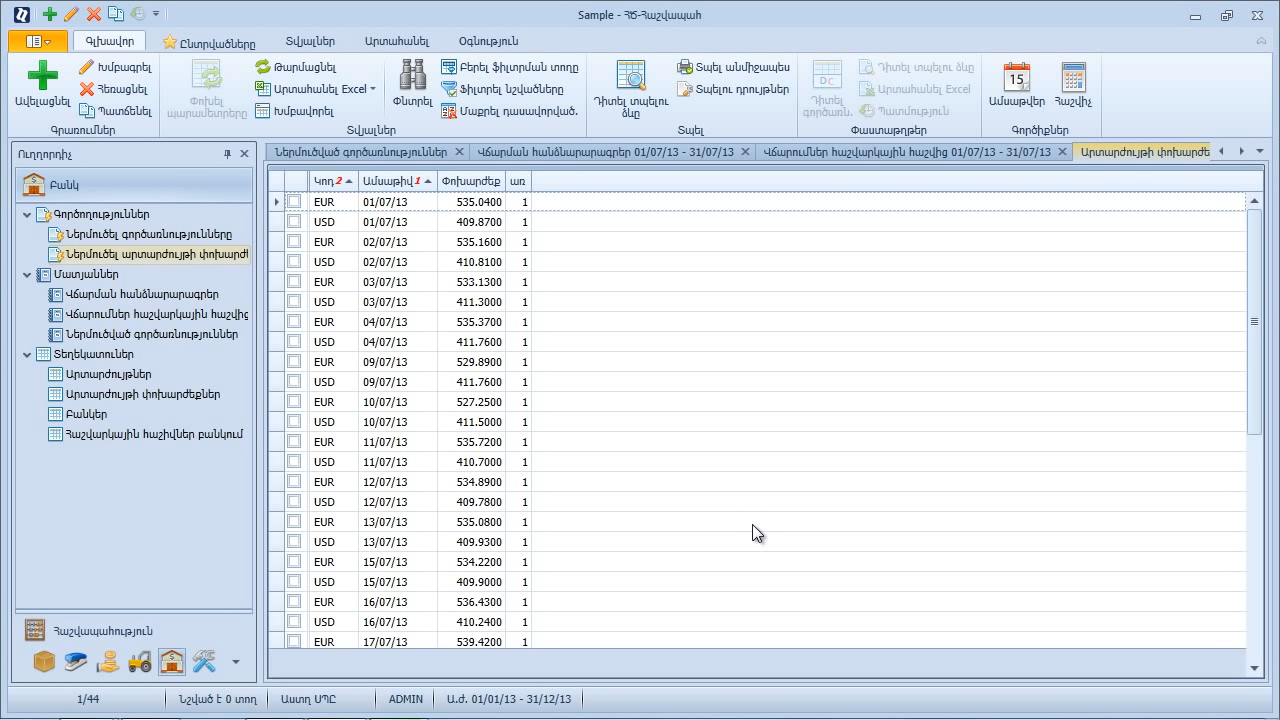 Sample - ՀԾ-Հաշվապահ
Գլխավոր Ընտրվածները Տվյալներ Արտահանել Օգնություն
Ավելացնել
Խմբագրել
Հեռացնել
Պատճենել
Գրառումներ
Փոխել պարամետրերը
Թարմացնել
Արտահանել Excel
Խմբավորել
Փնտրել
Բերել ֆիլտրման տողը
Ֆիլտրել նշվածները
Մաքրել դասավորված.
Տվյալներ
Դիտել տպելու ձևը
Տպել անմիջապես
Տպելու դրույթներ
Տպել
Դիտել գործառն.
Դիտել տպելու ձևը
Արտահանել Excel
Պատմություն
Փաստաթղթեր
15
Ամսաթվեր
Հաշվիչ
Գործիքներ
Ուղղորդիչ
Բանկ
Գործողություններ
Ներմուծել գործառնությունները
Ներմուծել արտարժույթի փոխարժե
Մատյաններ
Վճարման հանձնարարագրեր
Վճարումներ հաշվարկային հաշվից
Ներմուծված գործառնություններ
Տեղեկատուներ
Արտարժույթներ
Արտարժույթի փոխարժեքներ
Բանկեր
Հաշվարկային հաշիվներ բանկում
Հաշվապահություն
Ներմուծված գործառնություններ Վճարման հանձնարարագրեր 01/07/13 - 31/07/13 Վճարումներ հաշվարկային հաշվից 01/07/13 - 31/07/13 Արտարժույթի փոխարժե
Կոդ 2 Ամսաթիվ 1 Փոխարժեք առ
EUR 01/07/13 535.0400 1
USD 01/07/13 409.8700 1
EUR 02/07/13 535.1600 1
USD 02/07/13 410.8100 1
EUR 03/07/13 533.1300 1
USD 03/07/13 411.3000 1
EUR 04/07/13 535.3700 1
USD 04/07/13 411.7600 1
EUR 09/07/13 529.8900 1
USD 09/07/13 411.7600 1
EUR 10/07/13 527.2500 1
USD 10/07/13 411.5000 1
EUR 11/07/13 535.7200 1
USD 11/07/13 410.7000 1
EUR 12/07/13 534.8900 1
USD 12/07/13 409.7800 1
EUR 13/07/13 535.0800 1
USD 13/07/13 409.9300 1
EUR 15/07/13 534.2200 1
USD 15/07/13 409.9000 1
EUR 16/07/13 536.4300 1
USD 16/07/13 410.2400 1
EUR 17/07/13 539.4200 1
1/44 Նշված է 0 տող Աստղ ՍՊԸ ADMIN Ա.Ժ. 01/01/13 - 31/12/13